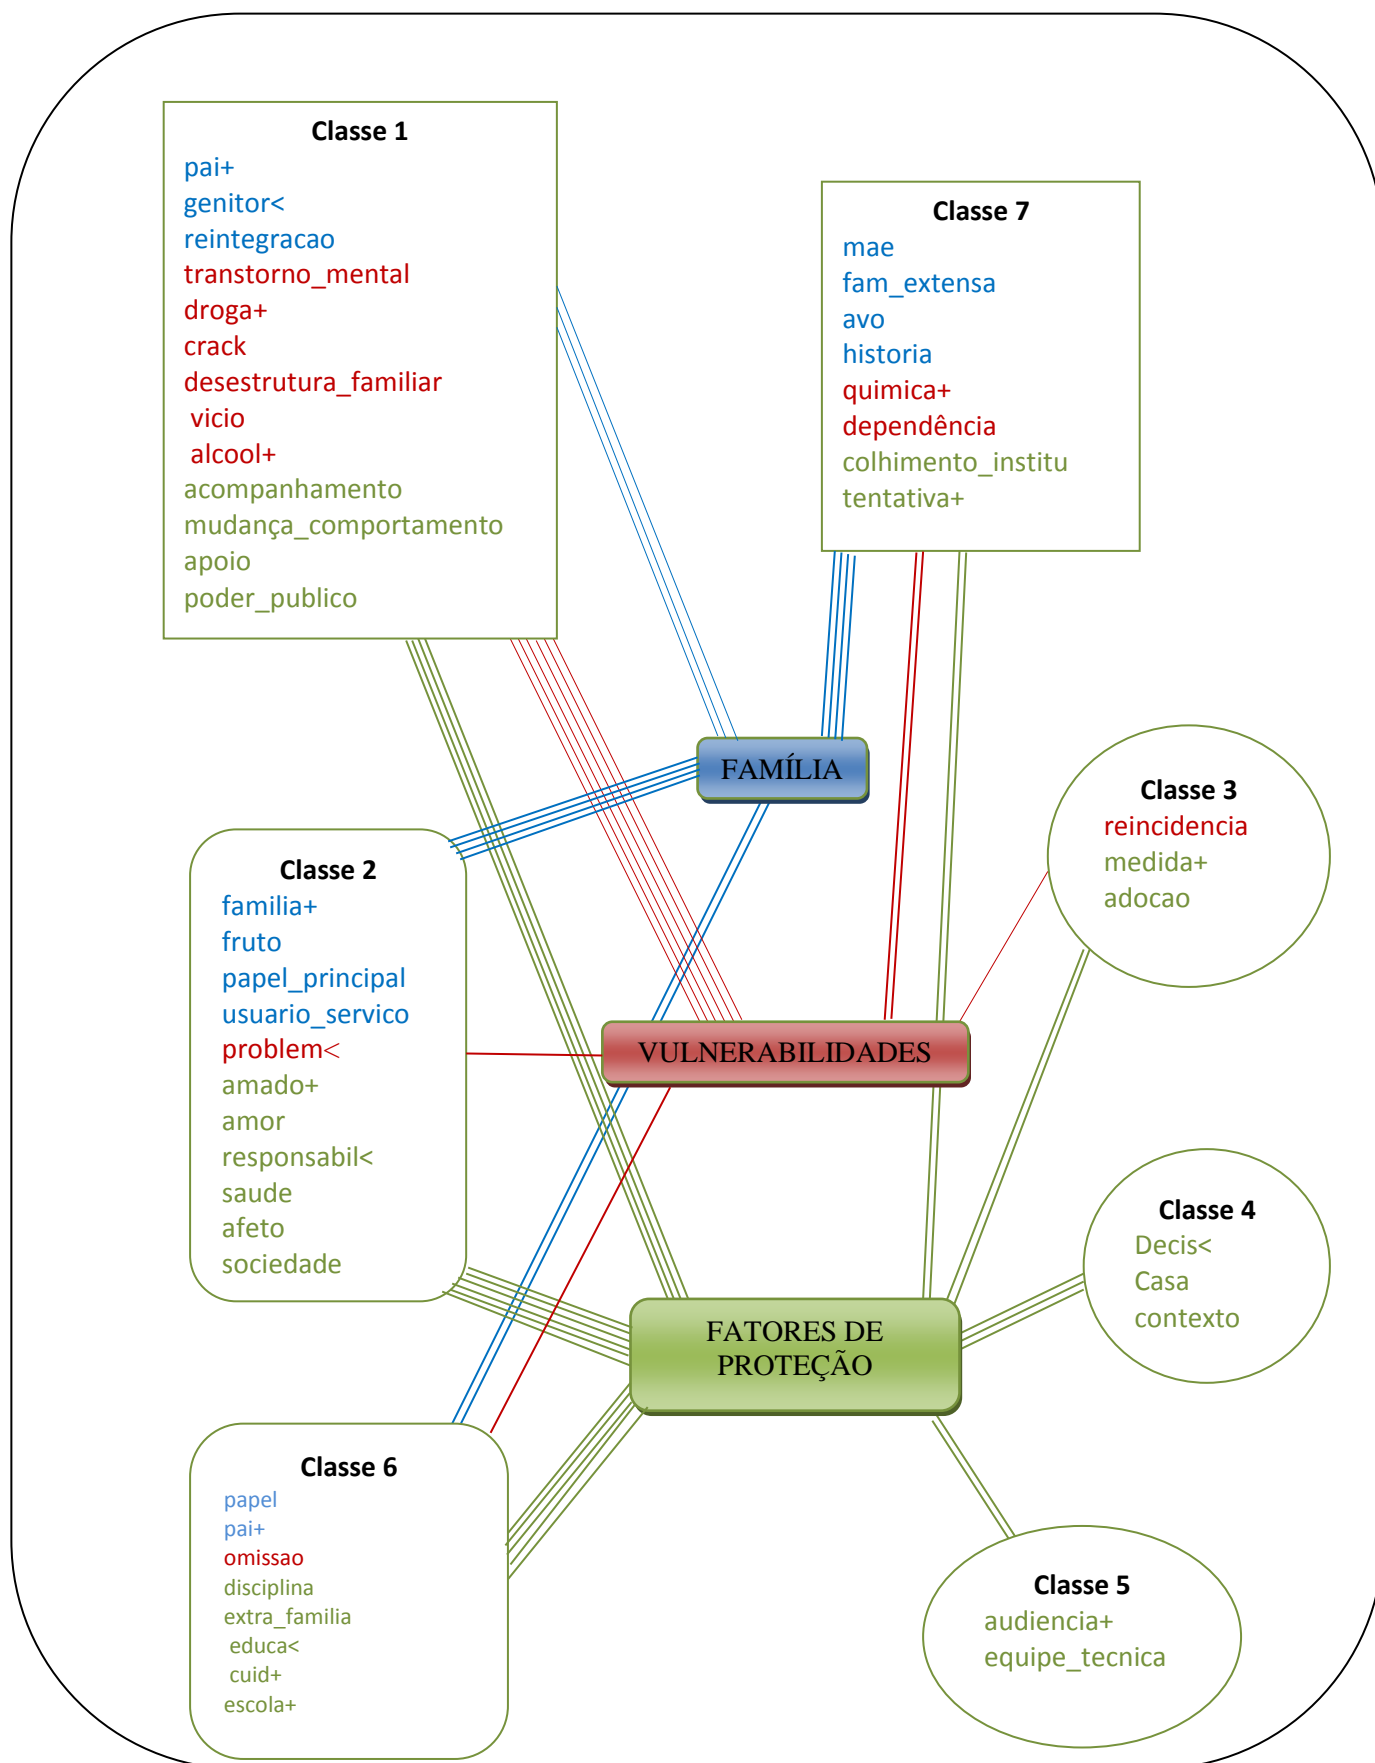 Classe 1
pai+
genitor<
reintegracao
transtorno_mental
droga+
crack
desestrutura_familiar
vicio
alcool+
acompanhamento
mudança_comportamento
apoio
poder_publico
Classe 7
mae
fam_extensa
avo
historia
quimica+
dependência
colhimento_institu
tentativa+
FAMÍLIA
Classe 3
reincidencia
medida+
adocao
Classe 2
familia+
fruto
papel_principal
usuario_servico
problem<
amado+
amor
responsabil<
saude
afeto
sociedade
VULNERABILIDADES
Classe 4
Decis<
Casa
contexto
FATORES DE
PROTEÇÃO
Classe 6
papel
pai+
omissao
disciplina
extra_familia
educa<
cuid+
escola+
Classe 5
audiencia+
equipe_tecnica